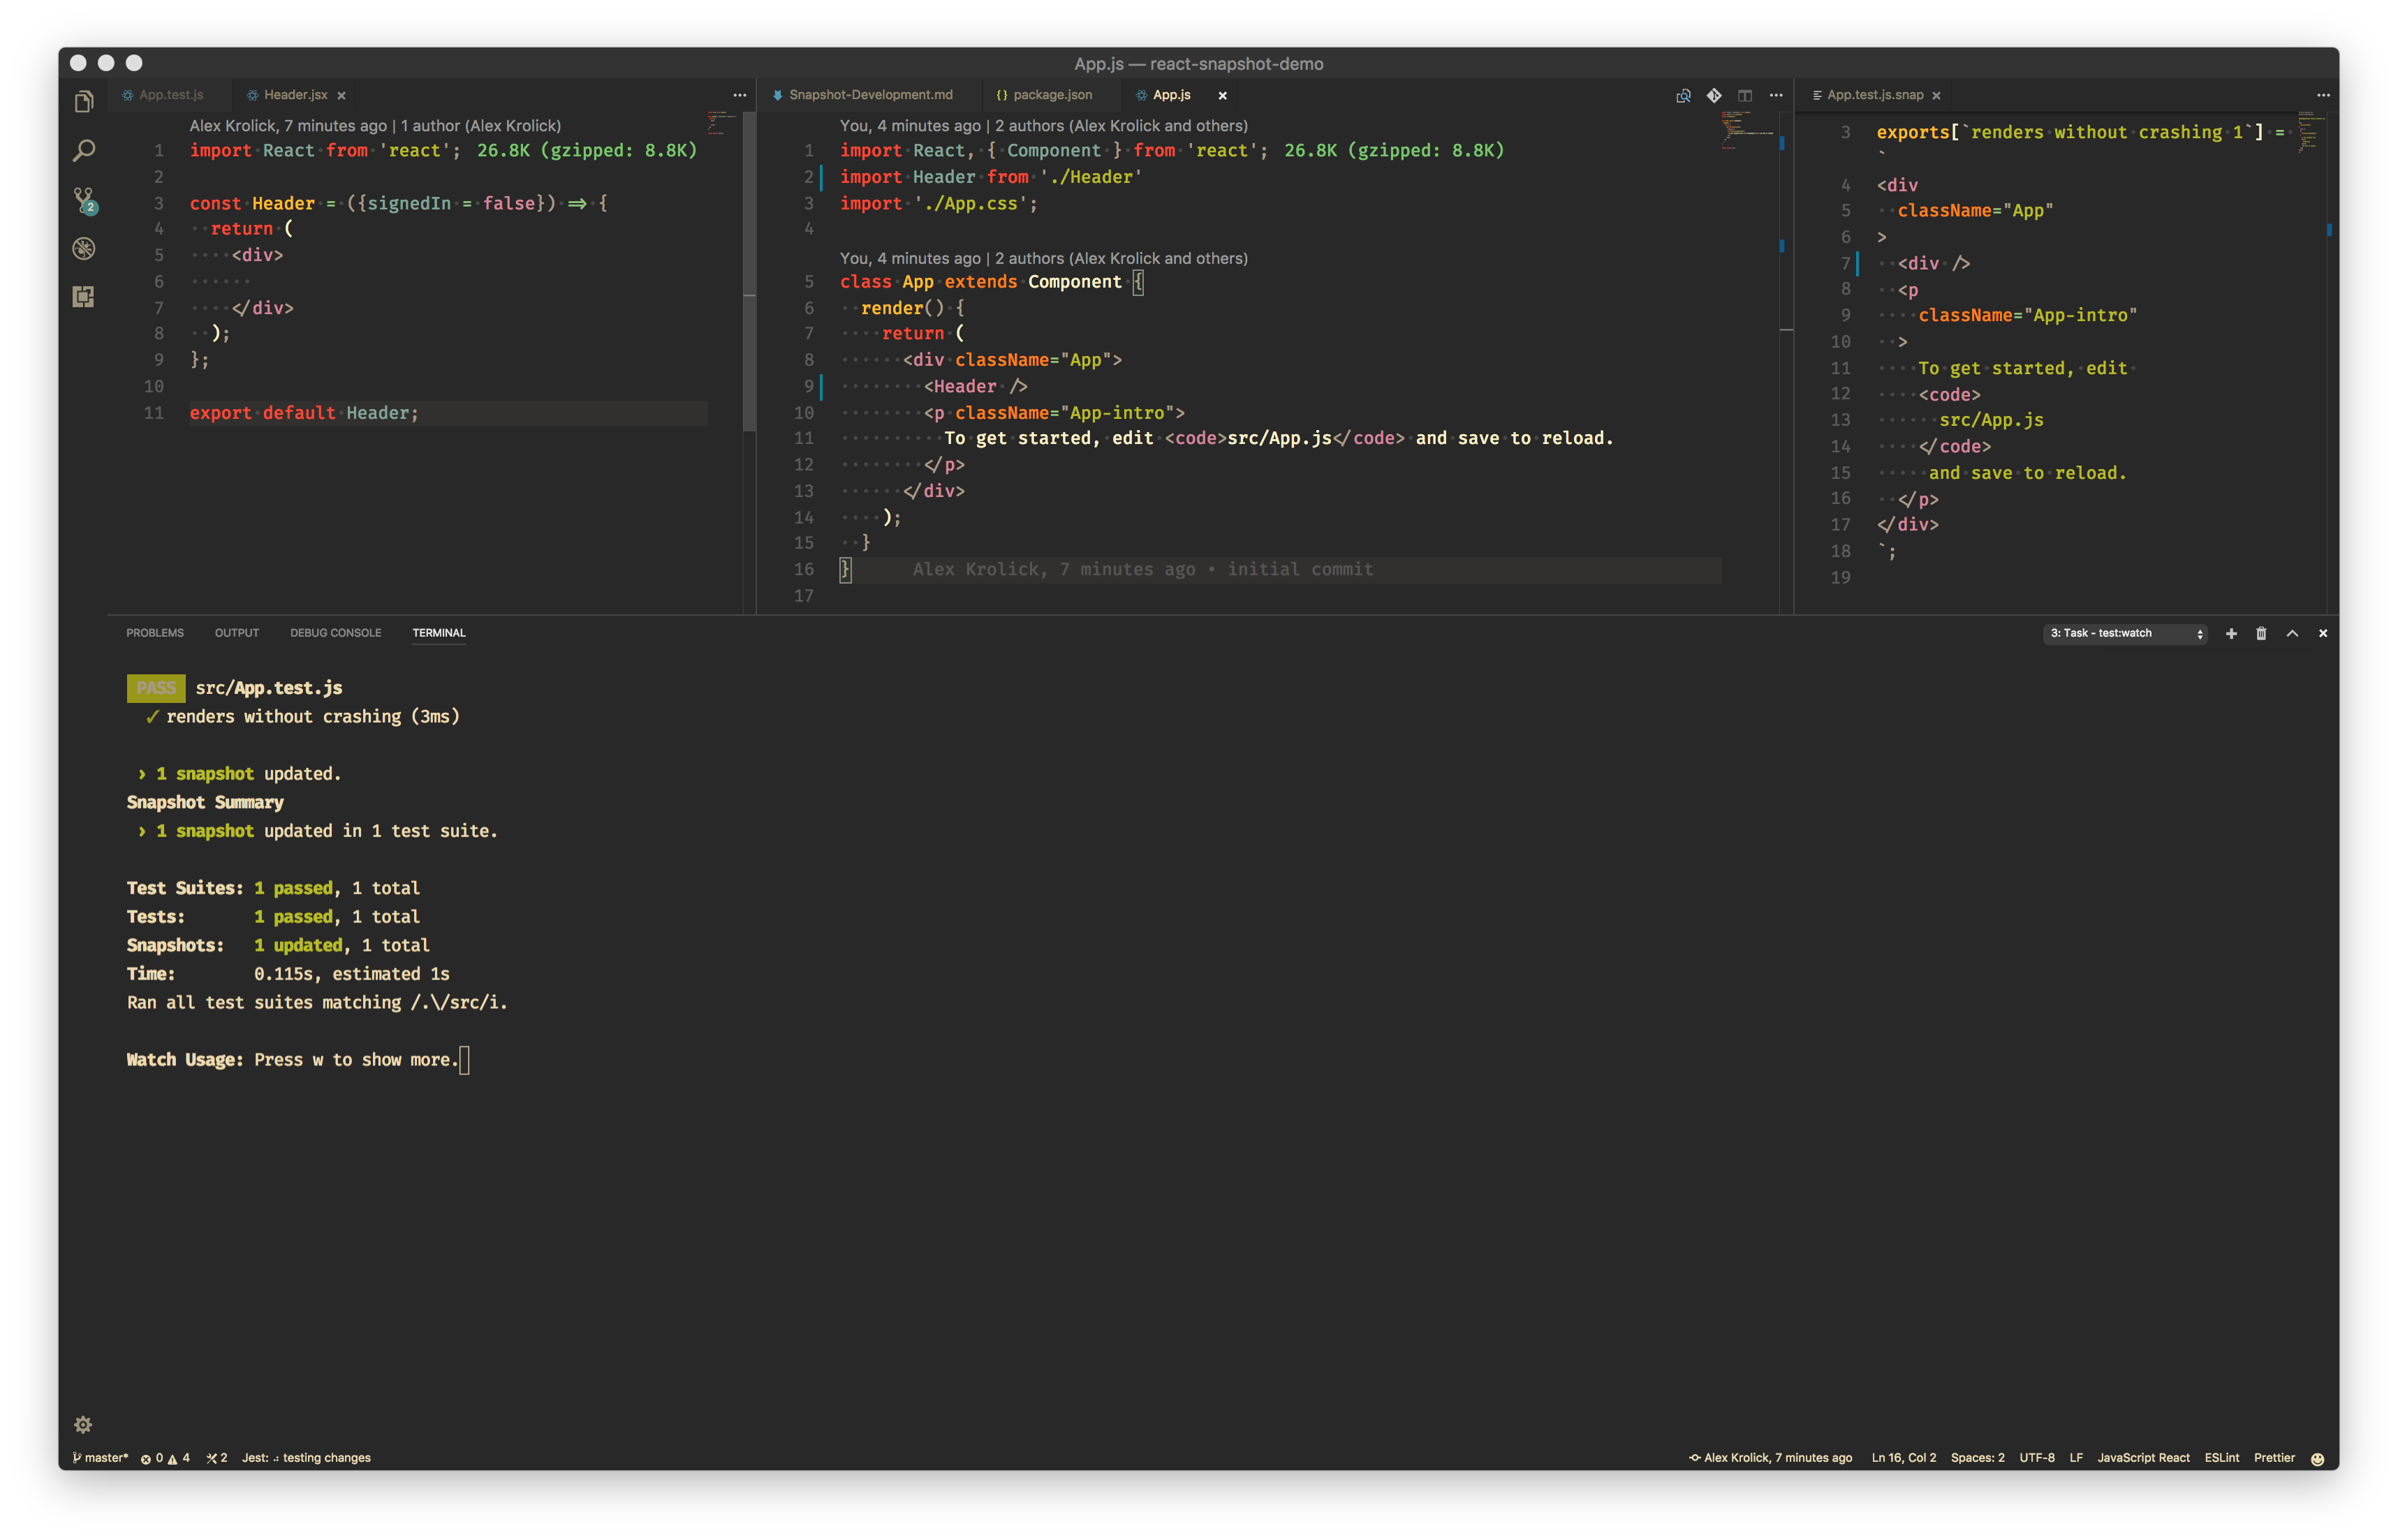 App.js — react-snapshot-demo
App.test.js
Header.jsx
Alex Krolick, 7 minutes ago | 1 author (Alex Krolick)
1 import React from 'react'; 26.8K (gzipped: 8.8K)
2
3 const Header = ({signedIn = false}) => {
4   return (
5     <div>
6
7     </div>
8   );
9 };
10
11 export default Header;
Snapshot-Development.md
{} package.json
App.js
You, 4 minutes ago | 2 authors (Alex Krolick and others)
1 import React, { Component } from 'react'; 26.8K (gzipped: 8.8K)
2 import Header from './Header'
3 import './App.css';
4
You, 4 minutes ago | 2 authors (Alex Krolick and others)
5 class App extends Component {
6   render() {
7     return (
8       <div className="App">
9         <Header />
10         <p className="App-intro">
11           To get started, edit <code>src/App.js</code> and save to reload.
12         </p>
13       </div>
14     );
15   }
16 } Alex Krolick, 7 minutes ago • initial commit
17
App.test.js.snap
3 exports[`renders without crashing 1`] =
`
4 <div
5   className="App"
6 >
7   <div />
8   <p
9     className="App-intro"
10   >
11     To get started, edit
12     <code>
13       src/App.js
14     </code>
15      and save to reload.
16   </p>
17 </div>
18 `;
19
PROBLEMS OUTPUT DEBUG CONSOLE TERMINAL
3: Task - test:watch
PASS src/App.test.js
✓ renders without crashing (3ms)
› 1 snapshot updated.
Snapshot Summary
› 1 snapshot updated in 1 test suite.
Test Suites: 1 passed, 1 total
Tests: 1 passed, 1 total
Snapshots: 1 updated, 1 total
Time: 0.115s, estimated 1s
Ran all test suites matching /.\/src/i.
Watch Usage: Press w to show more.
2
master* 0 4 2 Jest: .: testing changes
Alex Krolick, 7 minutes ago Ln 16, Col 2 Spaces: 2 UTF-8 LF JavaScript React ESLint Prettier